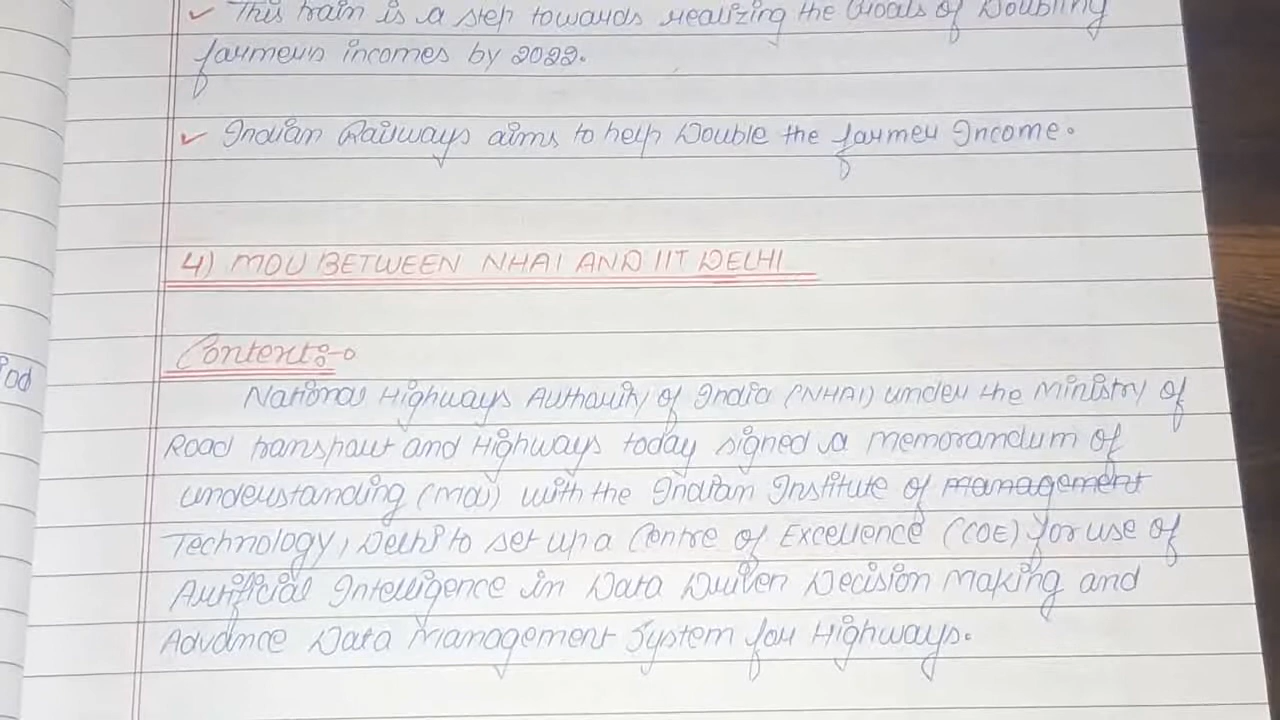 ✓ This train is a step towards realizing the Goals of Doubling
farmers incomes by 2022.
✓ Indian Railways aims to help Double the farmer Income.
4) MOU BETWEEN NHAI AND IIT DELHI
Context:-
National Highways Authority of India (NHAI) under the Ministry of
Road transport and Highways today signed a memorandum of
understanding (MOU) with the Indian Institute of management
Technology, Delhi to set up a Centre of Excellence (COE) for use of
Artificial Intelligence in Data Driven Decision Making and
Advance Data Management System for Highways.